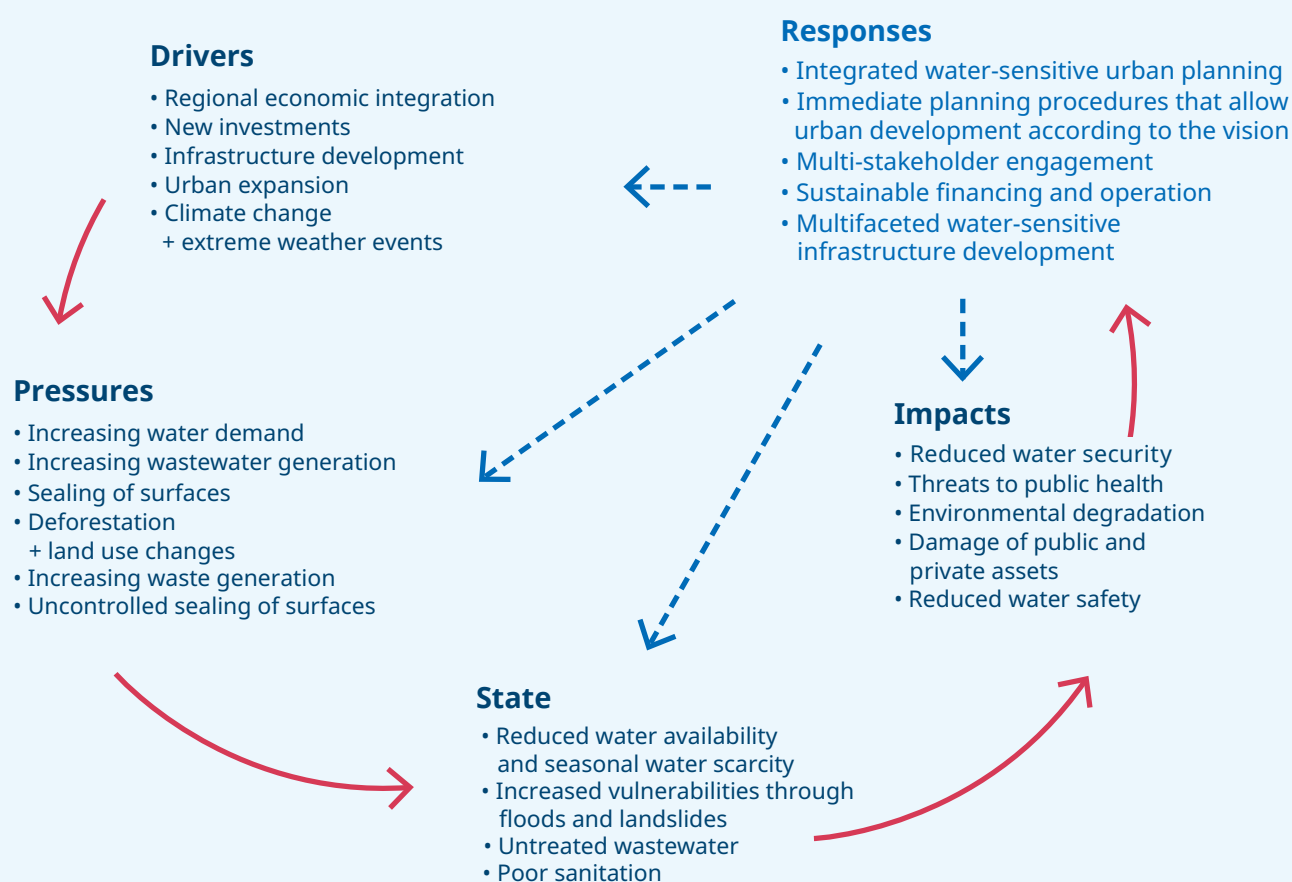 Drivers
• Regional economic integration
• New investments
• Infrastructure development
• Urban expansion
• Climate change
+ extreme weather events
Responses
• Integrated water-sensitive urban planning
• Immediate planning procedures that allow
urban development according to the vision
• Multi-stakeholder engagement
• Sustainable financing and operation
• Multifaceted water-sensitive
infrastructure development
Pressures
• Increasing water demand
• Increasing wastewater generation
• Sealing of surfaces
• Deforestation
+ land use changes
• Increasing waste generation
• Uncontrolled sealing of surfaces
Impacts
• Reduced water security
• Threats to public health
• Environmental degradation
• Damage of public and
private assets
• Reduced water safety
State
• Reduced water availability
and seasonal water scarcity
• Increased vulnerabilities through
floods and landslides
• Untreated wastewater
• Poor sanitation